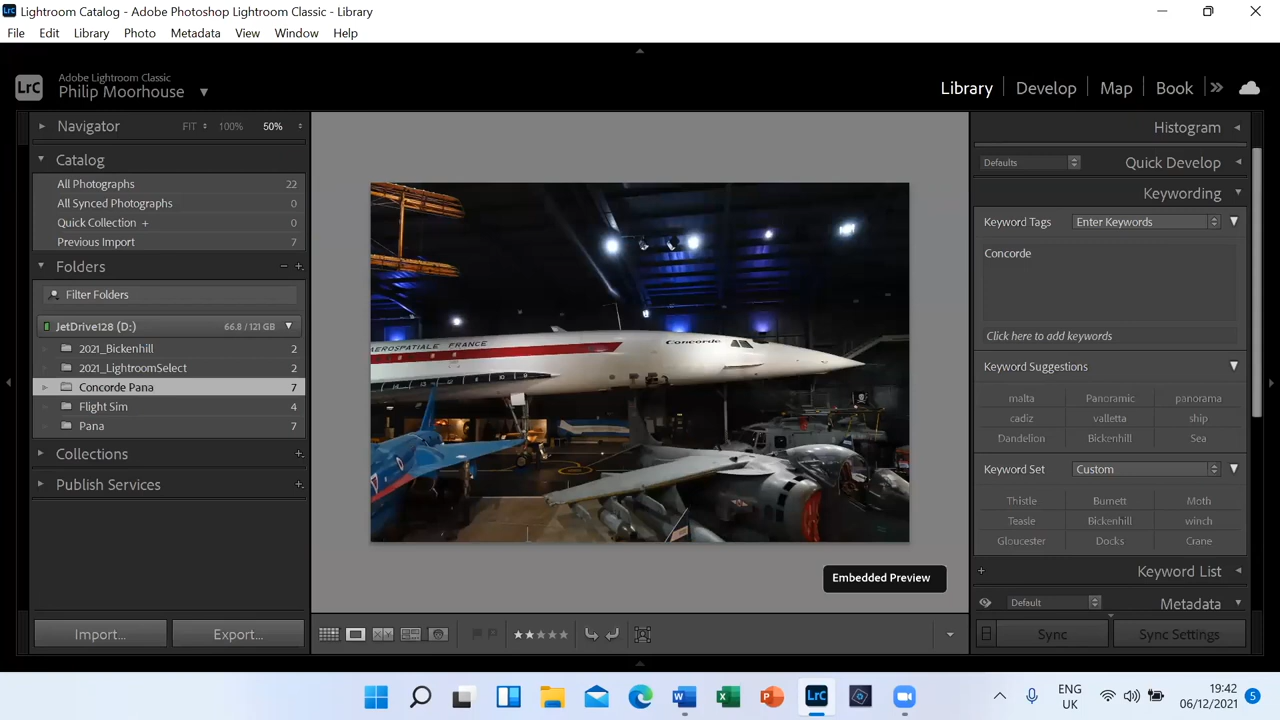 Lightroom Catalog - Adobe Photoshop Lightroom Classic - Library
File Edit Library Photo Metadata View Window Help
LrC
Adobe Lightroom Classic
Philip Moorhouse
Library Develop Map Book
Navigator FIT 100% 50%
Catalog
All Photographs 22
All Synced Photographs 0
Quick Collection + 0
Previous Import 7
Folders
Filter Folders
JetDrive128 (D:) 66.8 / 121 GB
2021_Bickenhill 2
2021_LightroomSelect 2
Concorde Pana 7
Flight Sim 4
Pana 7
Collections
Publish Services
Import... Export...
AEROSPATIALE FRANCE
Concorde
Embedded Preview
Histogram
Defaults Quick Develop
Keywording
Keyword Tags Enter Keywords
Concorde
Click here to add keywords
Keyword Suggestions
malta Panoramic panorama
cadiz valletta ship
Dandelion Bickenhill Sea
Keyword Set Custom
Thistle Burnett Moth
Teasle Bickenhill winch
Gloucester Docks Crane
Keyword List
Default Metadata
Sync Sync Settings
LrC
ENG
UK
19:42
06/12/2021
5